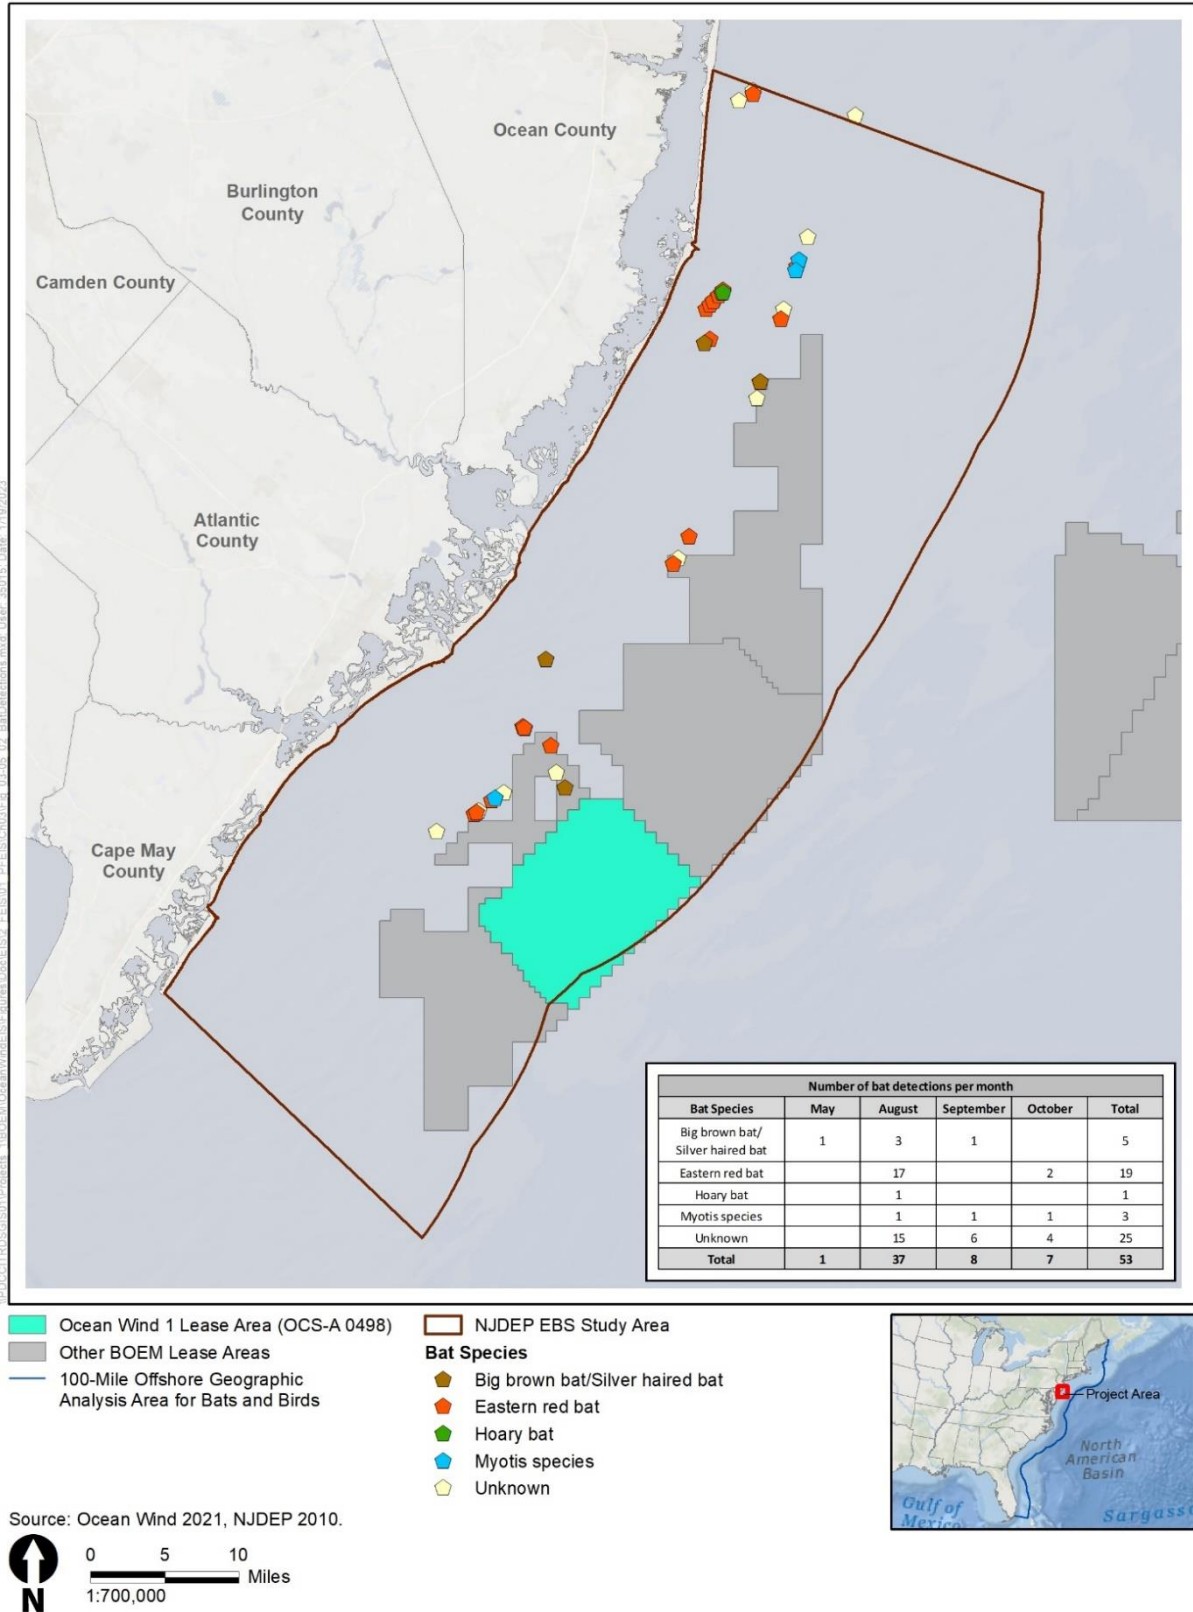 Ocean County
Burlington
County
Camden County
Atlantic
County
Cape May
County
Number of bat detections per month
Bat Species May August September October Total
Big brown bat/
Silver haired bat 1 3 1 5
Eastern red bat 17 2 19
Hoary bat 1 1
Myotis species 1 1 1 3
Unknown 15 6 4 25
Total 1 37 8 7 53
Ocean Wind 1 Lease Area (OCS-A 0498)
Other BOEM Lease Areas
100-Mile Offshore Geographic
Analysis Area for Bats and Birds
NJDEP EBS Study Area
Bat Species
Big brown bat/Silver haired bat
Eastern red bat
Hoary bat
Myotis species
Unknown
Project Area
North
American
Basin
Gulf of
Mexico
Sargass
Source: Ocean Wind 2021, NJDEP 2010.
N
0 5 10
Miles
1:700,000